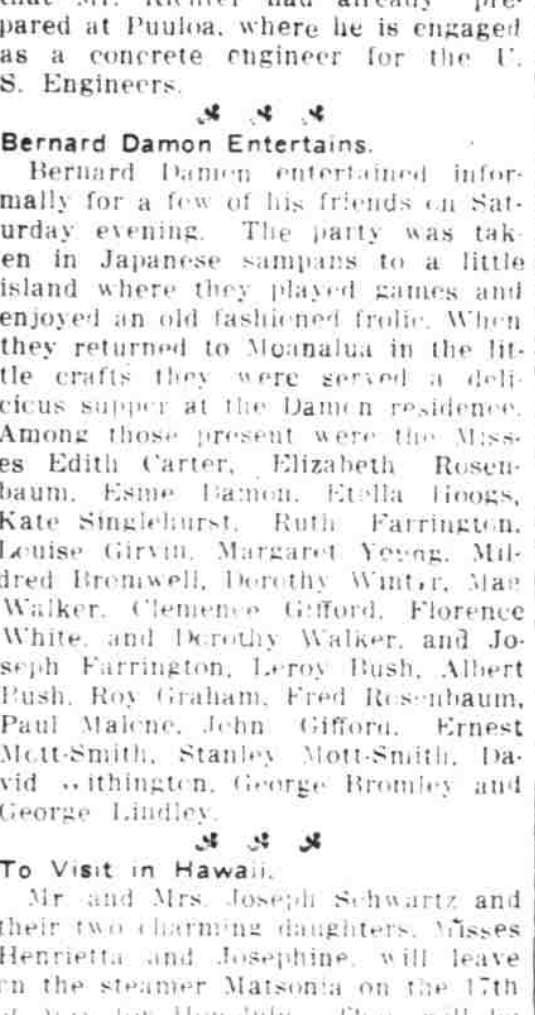 that Mr. Richter had already pre-
pared at Puuloa, where he is engaged
as a concrete engineer for the U.
S. Engineers.
Bernard Damon Entertains.
Bernard Damon entertained infor-
mally for a few of his friends on Sat-
urday evening. The party was tak-
en in Japanese sampans to a little
island where they played games and
enjoyed an old fashioned frolic. When
they returned to Moanalua in the lit-
tle crafts they were served a deli-
cicus supper at the Damon residence.
Among those present were the Miss-
es Edith Carter, Elizabeth Rosen-
baum, Esme Damon, Etella Hoogs,
Kate Singlehurst, Ruth Farrington,
Louise Girvin, Margaret Young, Mil-
dred Bromwell, Dorothy Winter, Mae
Walker, Clemence Gifford, Florence
White, and Dorothy Walker, and Jo-
seph Farrington, Leroy Bush, Albert
Bush, Roy Graham, Fred Rosenbaum,
Paul Malone, John Gifford, Ernest
Mott-Smith, Stanley Mott-Smith, Da-
vid Withington, George Bromley and
George Lindley.
To Visit in Hawaii.
Mr. and Mrs. Joseph Schwartz and
their two charming daughters, Misses
Henrietta and Josephine, will leave
on the steamer Matsonia on the 17th